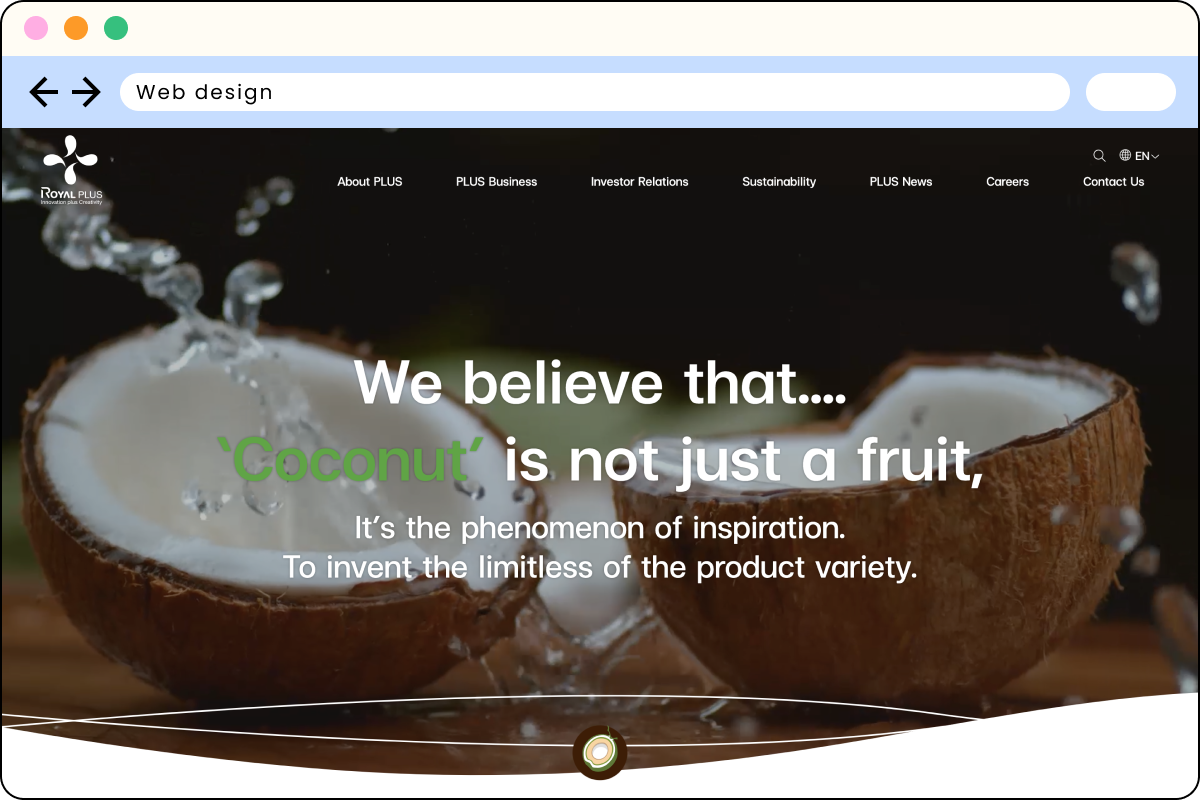 Web design
EN
ROYAL PLUS
Innovation plus Creativity
About PLUS
PLUS Business
Investor Relations
Sustainability
PLUS News
Careers
Contact Us
We believe that....
‘Coconut’ is not just a fruit,
It’s the phenomenon of inspiration.
To invent the limitless of the product variety.